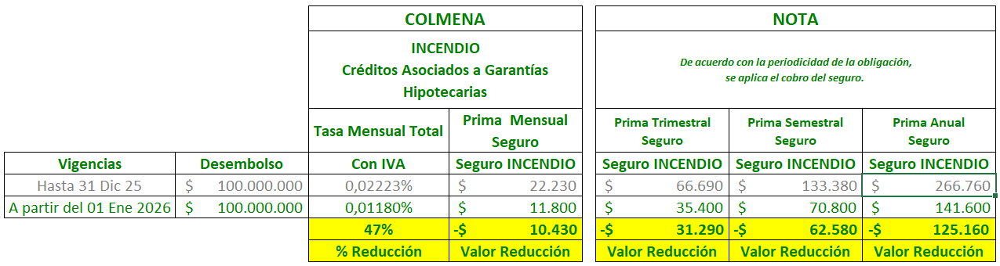 COLMENA
NOTA
INCENDIO
Créditos Asociados a Garantías
Hipotecarias
De acuerdo con la periodicidad de la obligación,
se aplica el cobro del seguro.
Tasa Mensual Total
Prima Mensual
Seguro
Prima Trimestral
Seguro
Prima Semestral
Seguro
Prima Anual
Seguro
Vigencias Desembolso Con IVA Seguro INCENDIO Seguro INCENDIO Seguro INCENDIO Seguro INCENDIO
Hasta 31 Dic 25 $ 100.000.000 0,02223% $ 22.230 $ 66.690 $ 133.380 $ 266.760
A partir del 01 Ene 2026 $ 100.000.000 0,01180% $ 11.800 $ 35.400 $ 70.800 $ 141.600
47% -$ 10.430 -$ 31.290 -$ 62.580 -$ 125.160
% Reducción Valor Reducción Valor Reducción Valor Reducción Valor Reducción